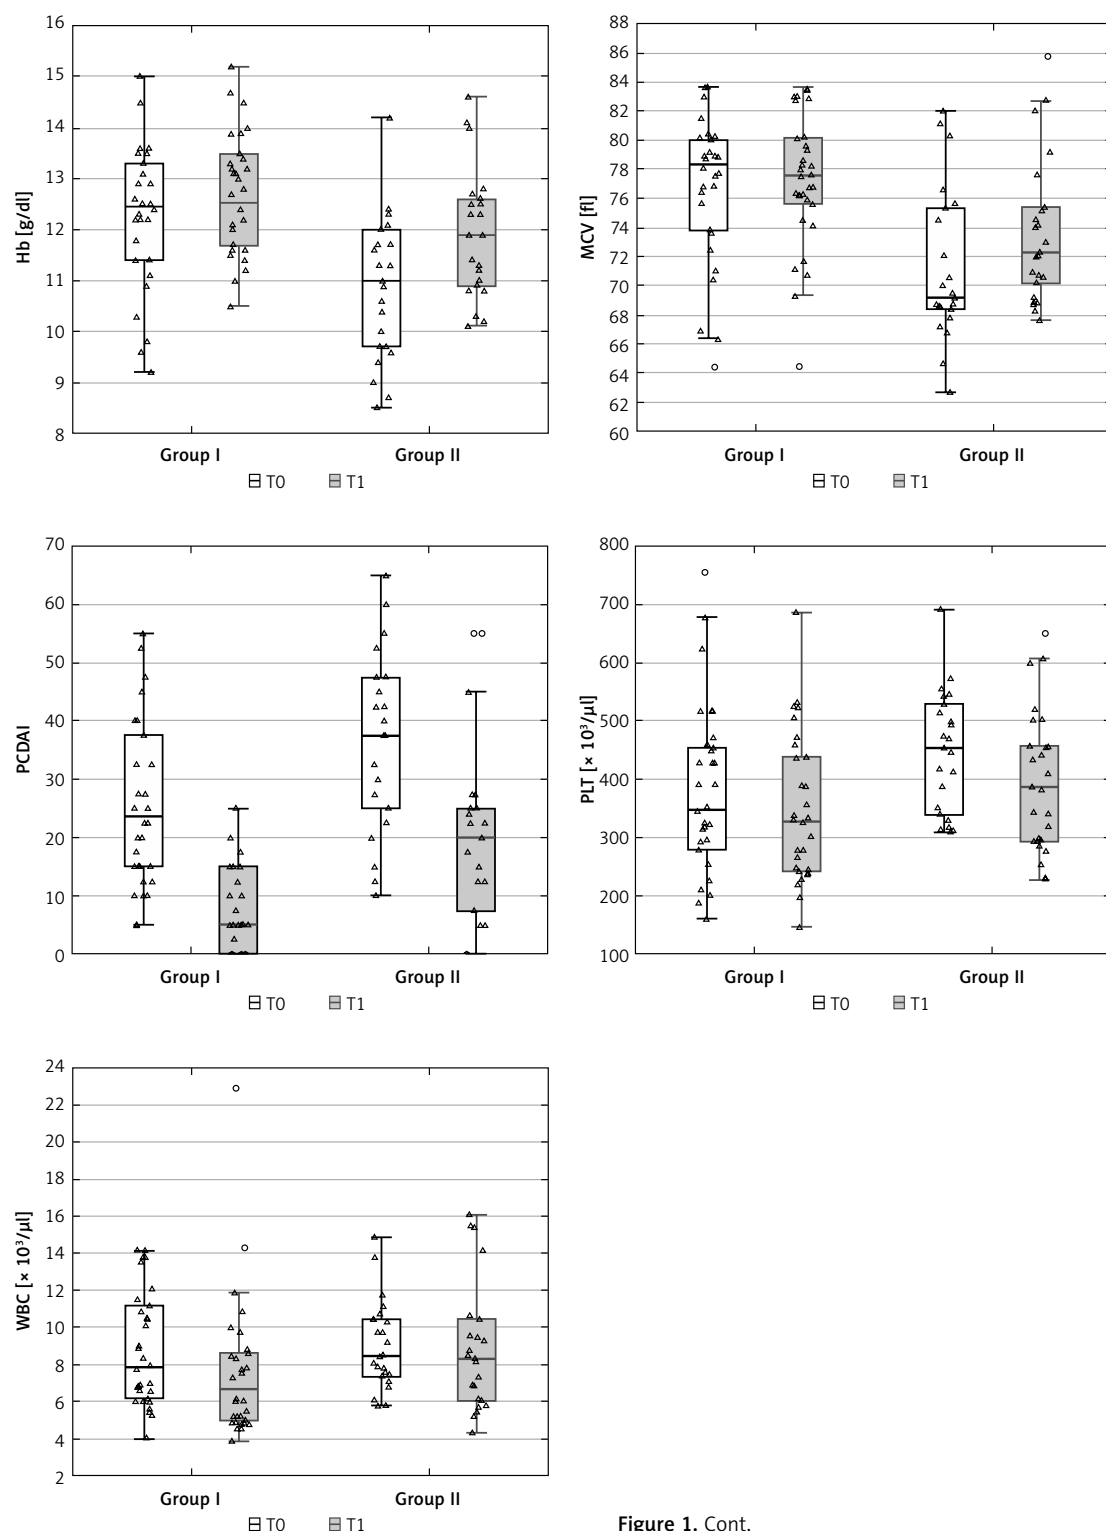 Hb [g/dl]
16
15
14
13
12
11
10
9
8
Group I
Group II
T0
T1
MCV [fl]
88
86
84
82
80
78
76
74
72
70
68
66
64
62
60
Group I
Group II
T0
T1
PCDAI
70
60
50
40
30
20
10
0
Group I
Group II
T0
T1
PLT [× 10³/µl]
800
700
600
500
400
300
200
100
Group I
Group II
T0
T1
WBC [× 10³/µl]
24
22
20
18
16
14
12
10
8
6
4
2
Group I
Group II
T0
T1
Figure 1. Cont.